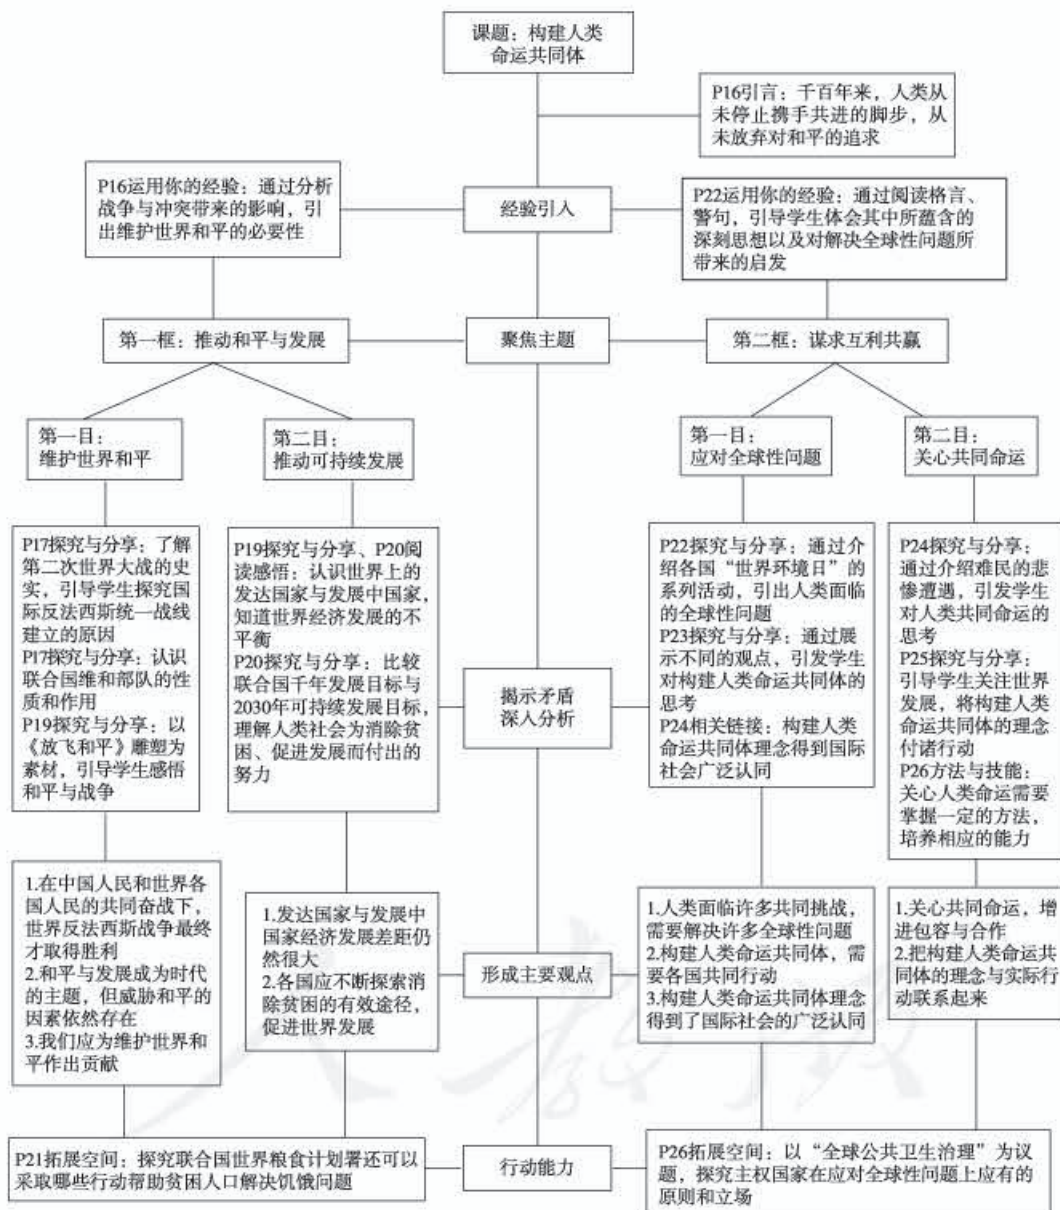 课题：构建人类
命运共同体
P16引言：千百年来，人类从
未停止携手共进的脚步，从
未放弃对和平的追求
P16运用你的经验：通过分析
战争与冲突带来的影响，引
出维护世界和平的必要性
经验引入
P22运用你的经验：通过阅读格言、
警句，引导学生体会其中所蕴含的
深刻思想以及对解决全球性问题所
带来的启发
第一框：推动和平与发展
聚焦主题
第二框：谋求互利共赢
第一目：
维护世界和平
第二目：
推动可持续发展
第一目：
应对全球性问题
第二目：
关心共同命运
P17探究与分享：了解
第二次世界大战的史
实，引导学生探究国
际反法西斯统一战线
建立的原因
P17探究与分享：认识
联合国维和部队的性
质和作用
P19探究与分享：以
《放飞和平》雕塑为
素材，引导学生感悟
和平与战争
P19探究与分享、P20阅
读感悟：认识世界上的
发达国家与发展中国家，
知道世界经济发展的不
平衡
P20探究与分享：比较
联合国千年发展目标与
2030年可持续发展目标，
理解人类社会为消除贫
困、促进发展而付出的
努力
揭示矛盾
深入分析
P22探究与分享：通过介
绍各国“世界环境日”的
系列活动，引出人类面临
的全球性问题
P23探究与分享：通过展
示不同的观点，引发学生
对构建人类命运共同体的
思考
P24相关链接：构建人类
命运共同体理念得到国际
社会广泛认同
P24探究与分享：
通过介绍难民的悲
惨遭遇，引发学生
对人类共同命运的
思考
P25探究与分享：
引导学生关注世界
发展，将构建人类
命运共同体的理念
付诸行动
P26方法与技能：
关心人类命运需要
掌握一定的方法，
培养相应的能力
1.在中国人民和世界各
国人民的共同奋战下，
世界反法西斯战争最终
才取得胜利
2.和平与发展成为时代
的主题，但威胁和平的
因素依然存在
3.我们应为维护世界和
平作出贡献
1.发达国家与发展中
国家经济发展差距仍
然很大
2.各国应不断探索消
除贫困的有效途径，
促进世界发展
形成主要观点
1.人类面临许多共同挑战，
需要解决许多全球性问题
2.构建人类命运共同体，需
要各国共同行动
3.构建人类命运共同体理念
得到了国际社会的广泛认同
1.关心共同命运，增
进包容与合作
2.把构建人类命运共
同体的理念与实际行
动联系起来
P21拓展空间：探究联合国世界粮食计划署还可以
采取哪些行动帮助贫困人口解决饥饿问题
行动能力
P26拓展空间：以“全球公共卫生治理”为议
题，探究主权国家在应对全球性问题上应有的
原则和立场
人教版